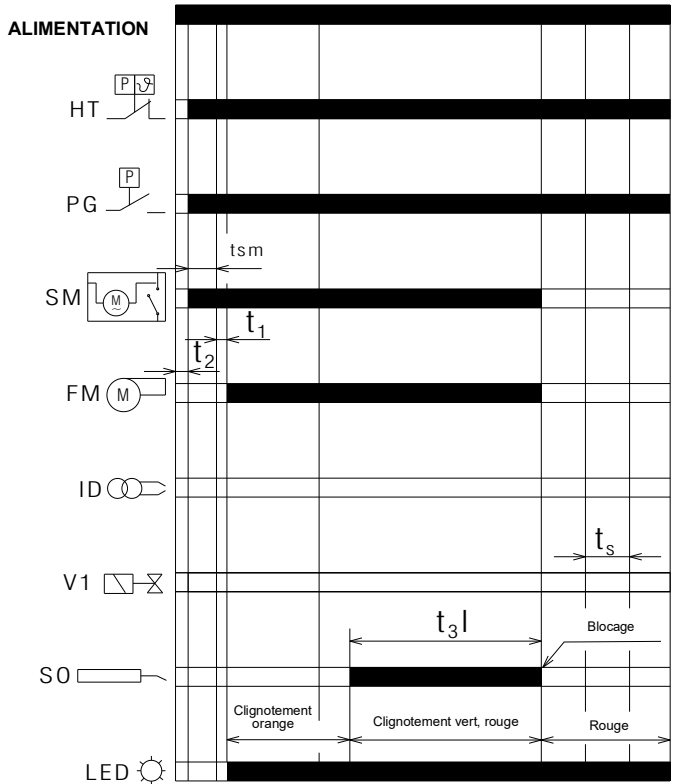 ALIMENTATION
P ϑ
HT
P
PG
tsm
SM M ~
t1
t2
FM M
ID
ts
V1
t3l
Blocage
SO
Clignotement orange
Clignotement vert, rouge
Rouge
LED